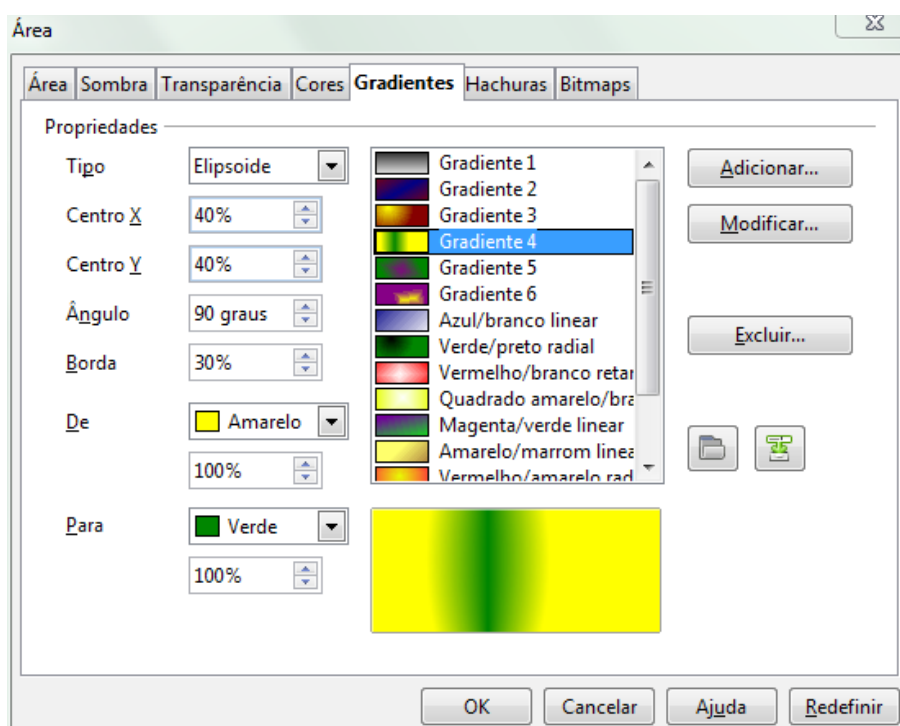 Área
Área Sombra Transparência Cores Gradientes Hachuras Bitmaps
Propriedades
Tipo Elipsoide
Centro X 40%
Centro Y 40%
Ângulo 90 graus
Borda 30%
De Amarelo
100%
Para Verde
100%
Gradiente 1
Gradiente 2
Gradiente 3
Gradiente 4
Gradiente 5
Gradiente 6
Azul/branco linear
Verde/preto radial
Vermelho/branco retar
Quadrado amarelo/bra
Magenta/verde linear
Amarelo/marrom linea
Vermelho/amarelo rad
Adicionar...
Modificar...
Excluir...
OK Cancelar Ajuda Redefinir